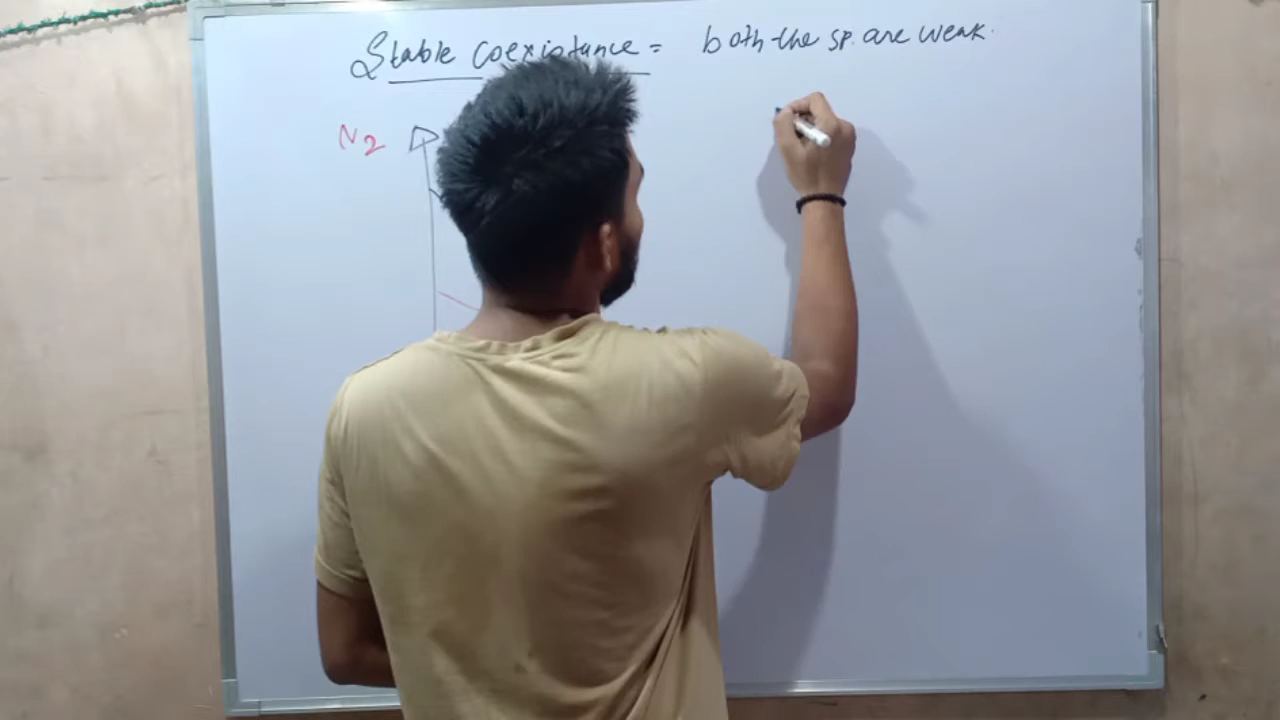 Stable coexistance = both the sp. are weak.
N2